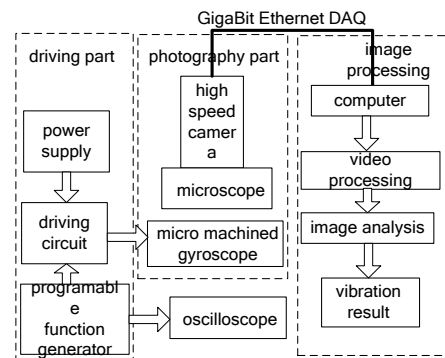 GigaBit Ethernet DAQ
driving part
photography part
image
processing
high
speed
camer
a
microscope
micro machined
gyroscope
power
supply
driving
circuit
programabl
e
function
generator
oscilloscope
computer
video
processing
image analysis
vibration
result